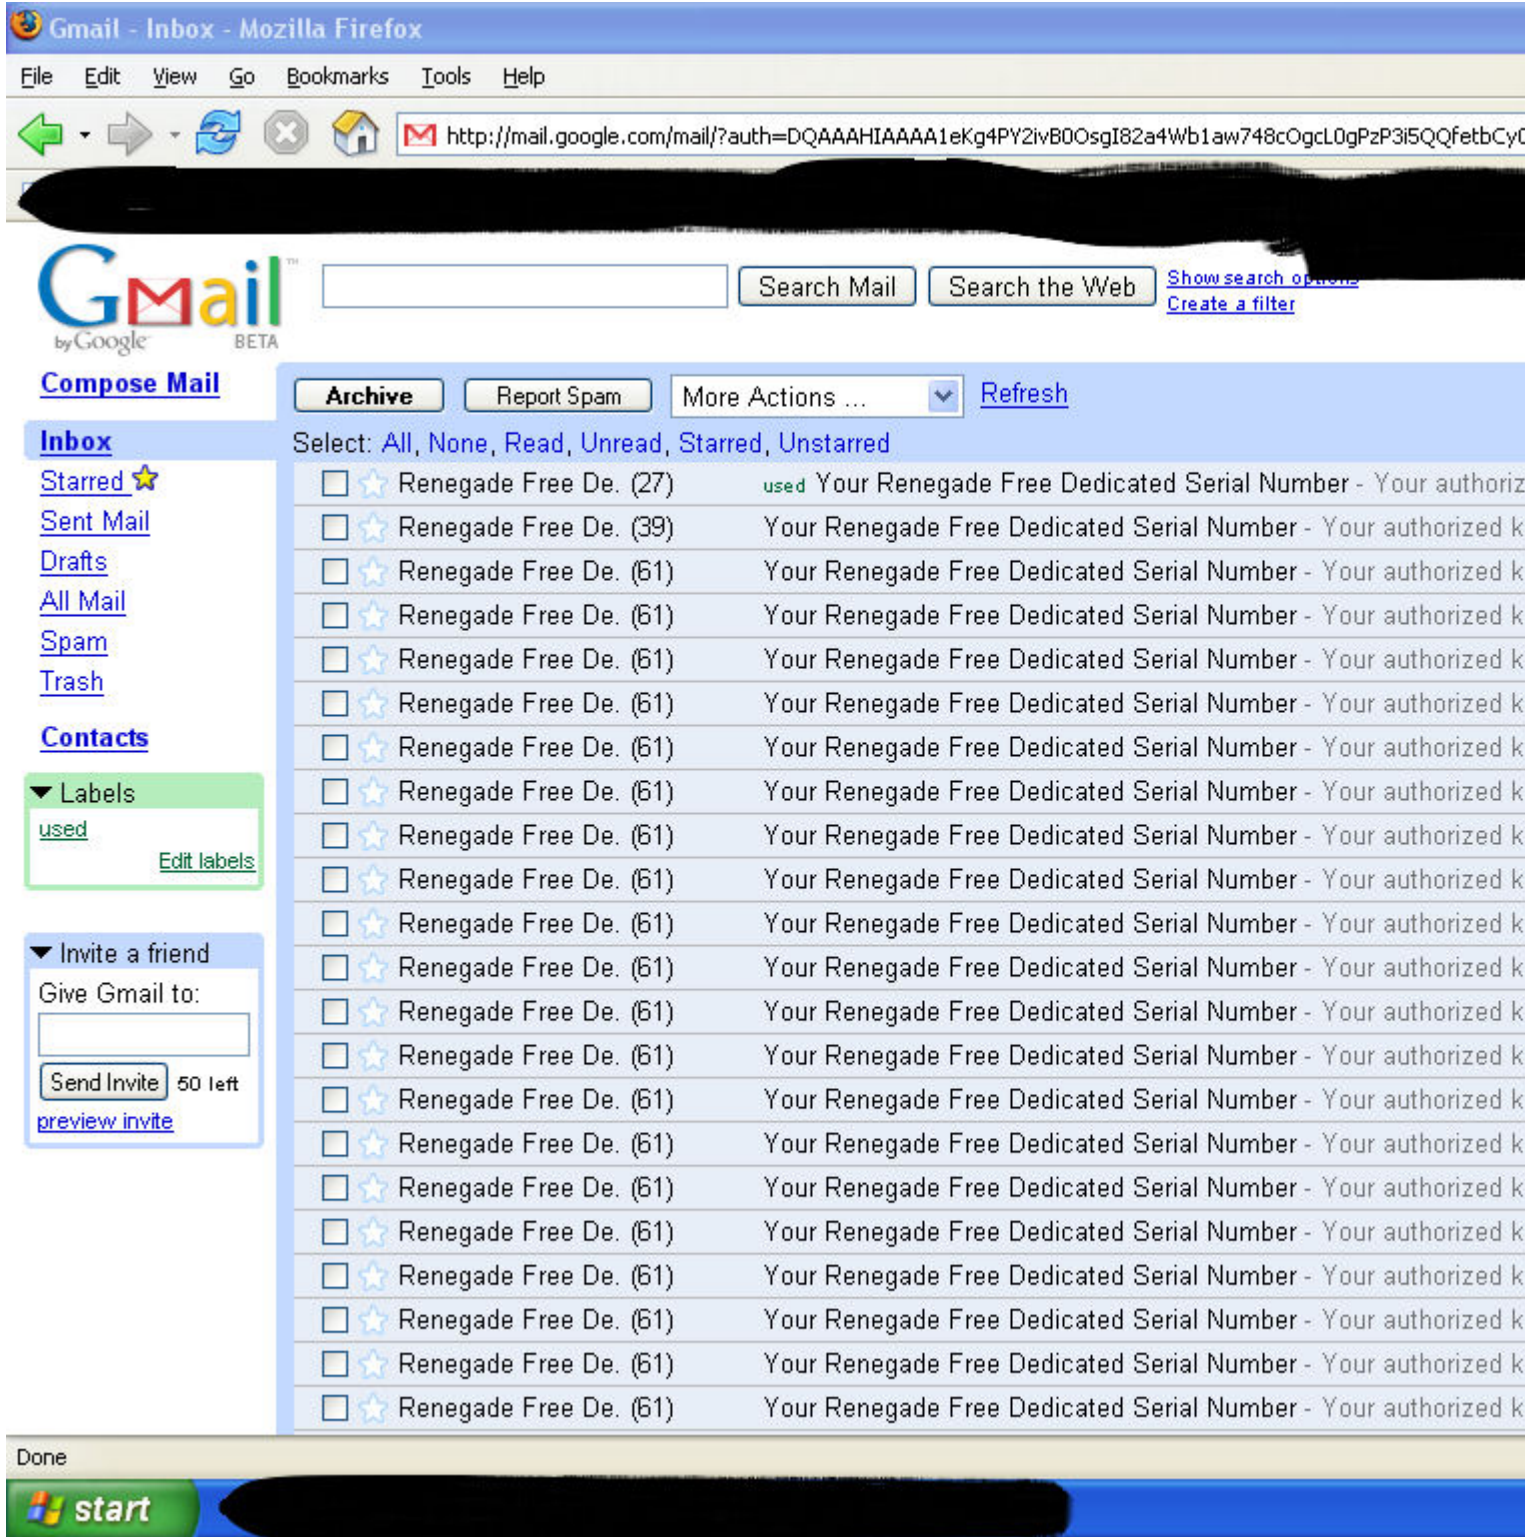 Gmail - Inbox - Mozilla Firefox
File Edit View Go Bookmarks Tools Help
http://mail.google.com/mail/?auth=DQAAAHIAAAA1eKg4PY2ivB0OsgI82a4Wb1aw748cOgcL0gPzP3i5QQfetbCy
Gmail™ Search Mail Search the Web Show search options
Create a filter
by Google BETA
Compose Mail Archive Report Spam More Actions ... Refresh
Inbox Select: All, None, Read, Unread, Starred, Unstarred
Starred Renegade Free De. (27) used Your Renegade Free Dedicated Serial Number - Your authoriz
Sent Mail Renegade Free De. (39) Your Renegade Free Dedicated Serial Number - Your authorized k
Drafts Renegade Free De. (61) Your Renegade Free Dedicated Serial Number - Your authorized k
All Mail Renegade Free De. (61) Your Renegade Free Dedicated Serial Number - Your authorized k
Spam Renegade Free De. (61) Your Renegade Free Dedicated Serial Number - Your authorized k
Trash Renegade Free De. (61) Your Renegade Free Dedicated Serial Number - Your authorized k
Contacts Renegade Free De. (61) Your Renegade Free Dedicated Serial Number - Your authorized k
Labels Renegade Free De. (61) Your Renegade Free Dedicated Serial Number - Your authorized k
used Renegade Free De. (61) Your Renegade Free Dedicated Serial Number - Your authorized k
Edit labels Renegade Free De. (61) Your Renegade Free Dedicated Serial Number - Your authorized k
Renegade Free De. (61) Your Renegade Free Dedicated Serial Number - Your authorized k
Invite a friend Renegade Free De. (61) Your Renegade Free Dedicated Serial Number - Your authorized k
Give Gmail to: Renegade Free De. (61) Your Renegade Free Dedicated Serial Number - Your authorized k
Renegade Free De. (61) Your Renegade Free Dedicated Serial Number - Your authorized k
Send Invite 50 left Renegade Free De. (61) Your Renegade Free Dedicated Serial Number - Your authorized k
preview invite Renegade Free De. (61) Your Renegade Free Dedicated Serial Number - Your authorized k
Renegade Free De. (61) Your Renegade Free Dedicated Serial Number - Your authorized k
Renegade Free De. (61) Your Renegade Free Dedicated Serial Number - Your authorized k
Renegade Free De. (61) Your Renegade Free Dedicated Serial Number - Your authorized k
Renegade Free De. (61) Your Renegade Free Dedicated Serial Number - Your authorized k
Renegade Free De. (61) Your Renegade Free Dedicated Serial Number - Your authorized k
Renegade Free De. (61) Your Renegade Free Dedicated Serial Number - Your authorized k
Done
start